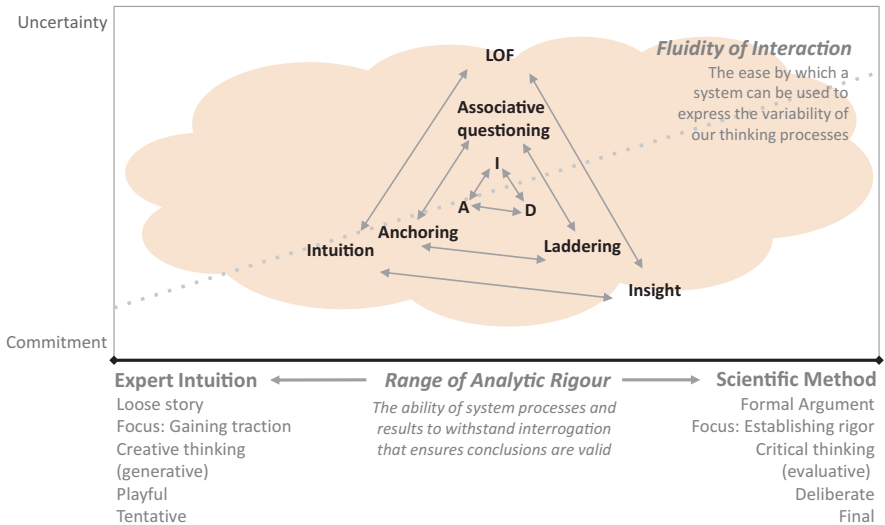 Uncertainty
LOF
Fluidity of Interaction
The ease by which a
system can be used to
express the variability of
our thinking processes
Associative
questioning
I
A
D
Anchoring
Intuition
Laddering
Insight
Commitment
Expert Intuition
Range of Analytic Rigour
Scientific Method
Loose story
Focus: Gaining traction
Creative thinking
(generative)
Playful
Tentative
The ability of system processes and
results to withstand interrogation
that ensures conclusions are valid
Formal Argument
Focus: Establishing rigor
Critical thinking
(evaluative)
Deliberate
Final